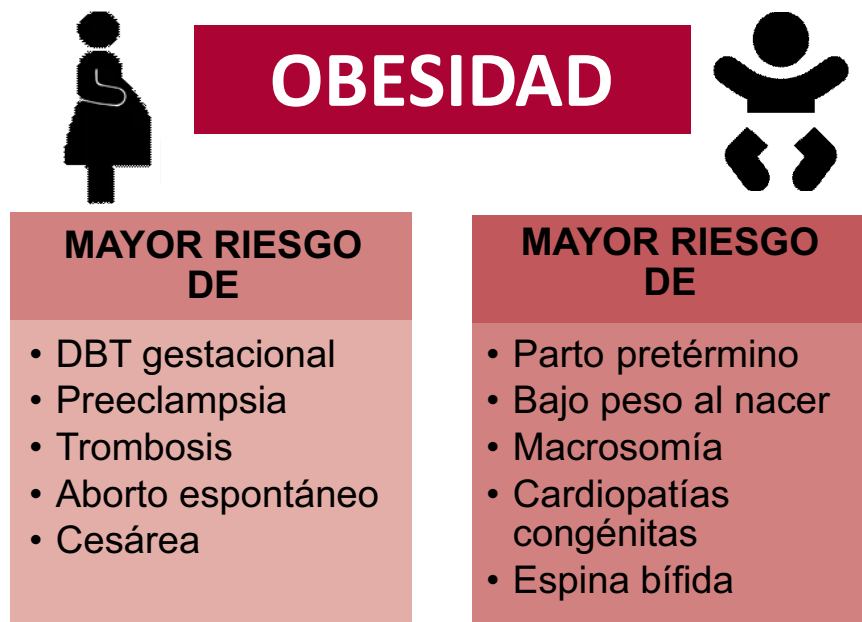 OBESIDAD
MAYOR RIESGO
DE
• DBT gestacional
• Preeclampsia
• Trombosis
• Aborto espontáneo
• Cesárea
MAYOR RIESGO
DE
• Parto pretérmino
• Bajo peso al nacer
• Macrosomía
• Cardiopatías
congénitas
• Espina bífida